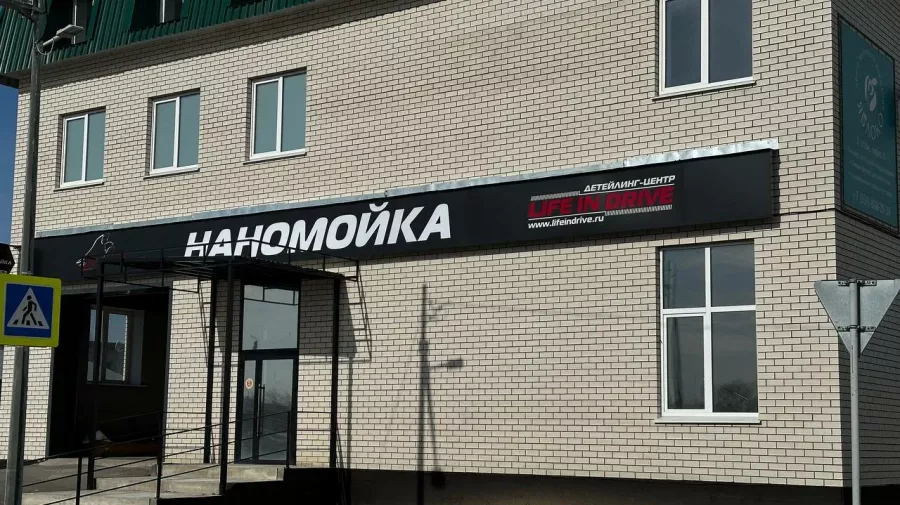 НАНОМОЙКА
ДЕТЕЙЛИНГ-ЦЕНТР
LIFE IN DRIVE
www.lifeindrive.ru